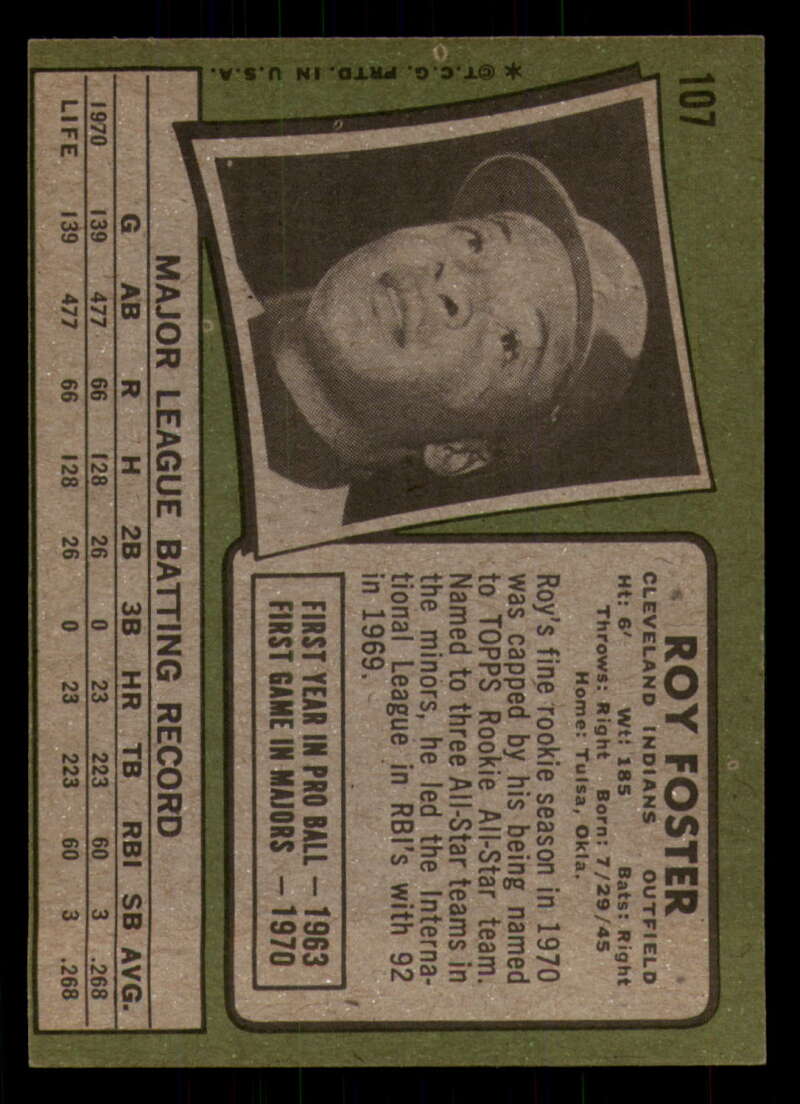 107
ROY FOSTER
CLEVELAND INDIANS OUTFIELD
Ht: 6' Wt: 185 Bats: Right
Throws: Right Born: 7/29/45
Home: Tulsa, Okla.
Roy's fine rookie season in 1970
was capped by his being named
to TOPPS Rookie All-Star team.
Named to three All-Star teams in
the minors, he led the Interna-
tional League in RBI's with 92
in 1969.
FIRST YEAR IN PRO BALL — 1963
FIRST GAME IN MAJORS — 1970
MAJOR LEAGUE BATTING RECORD
G AB R H 2B 3B HR TB RBI SB AVG.
1970 139 477 66 128 26 0 23 223 60 3 .268
LIFE 139 477 66 128 26 0 23 223 60 3 .268
* ©T.C.G. PRTD. IN U.S.A.